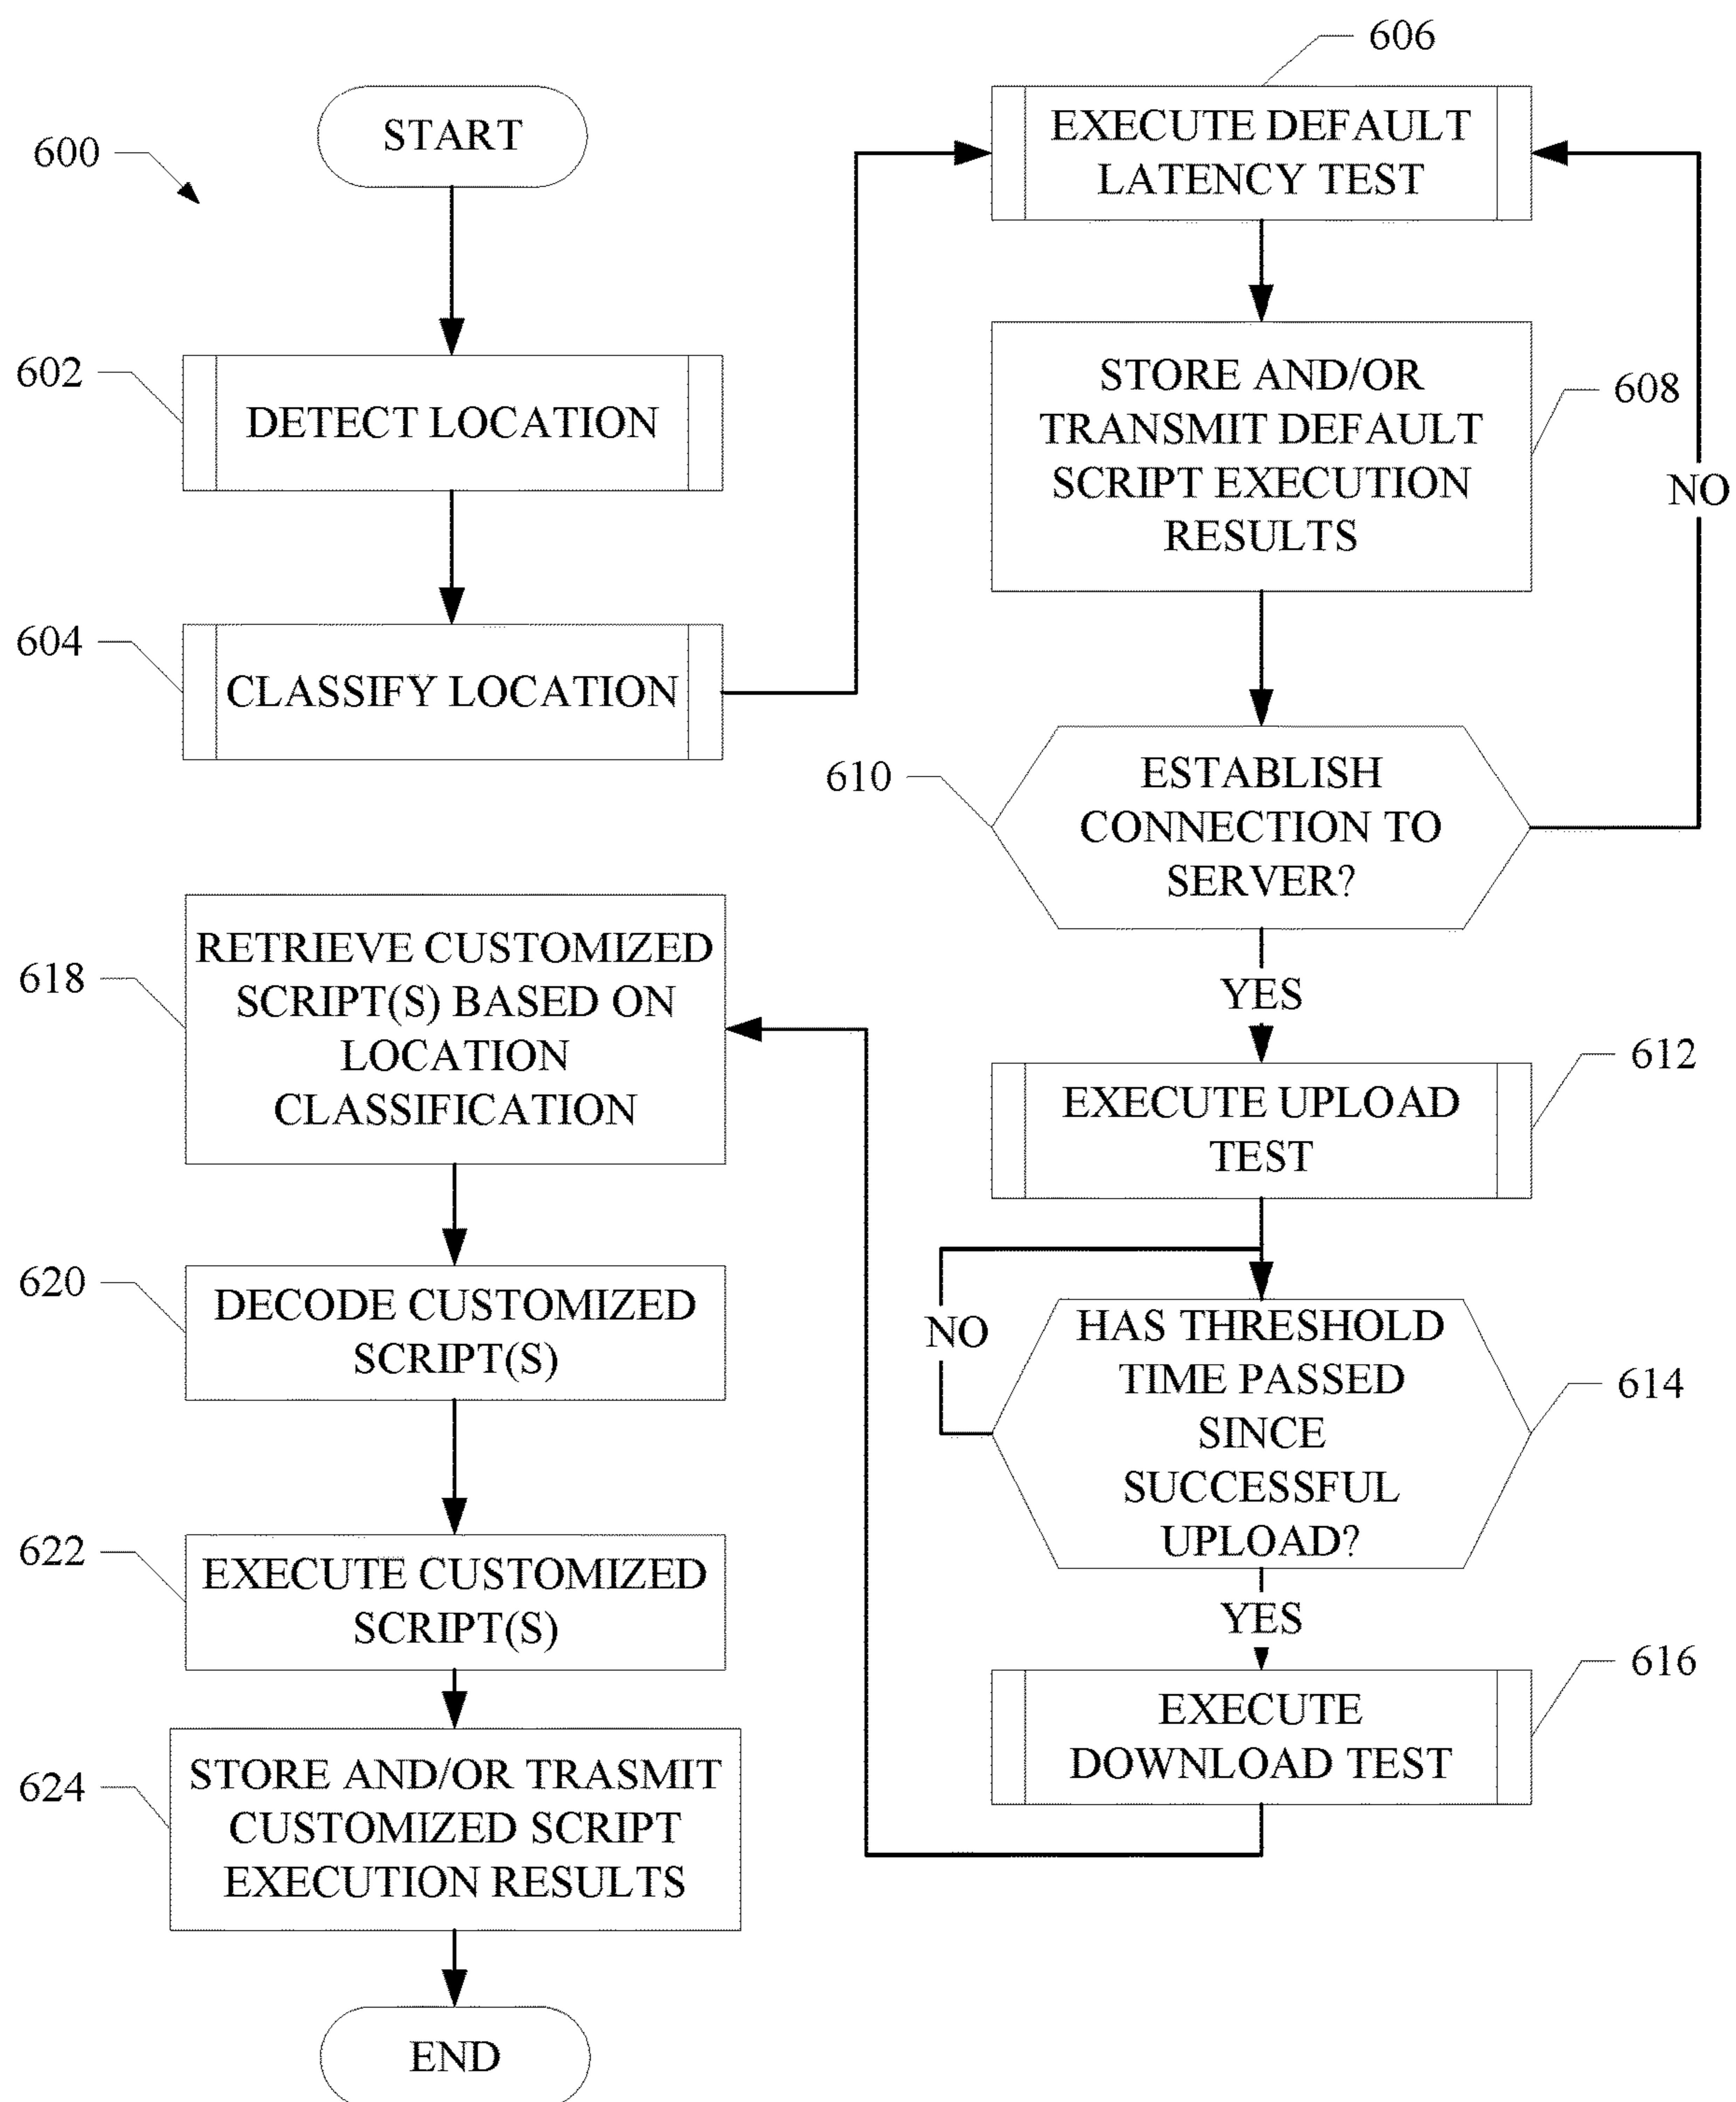 600
START
602
DETECT LOCATION
604
CLASSIFY LOCATION
606
EXECUTE DEFAULT
LATENCY TEST
608
STORE AND/OR
TRANSMIT DEFAULT
SCRIPT EXECUTION
RESULTS
610
ESTABLISH
CONNECTION TO
SERVER?
NO
YES
612
EXECUTE UPLOAD
TEST
614
HAS THRESHOLD
TIME PASSED
SINCE
SUCCESSFUL
UPLOAD?
NO
YES
616
EXECUTE
DOWNLOAD TEST
618
RETRIEVE CUSTOMIZED
SCRIPT(S) BASED ON
LOCATION
CLASSIFICATION
620
DECODE CUSTOMIZED
SCRIPT(S)
622
EXECUTE CUSTOMIZED
SCRIPT(S)
624
STORE AND/OR TRASMIT
CUSTOMIZED SCRIPT
EXECUTION RESULTS
END